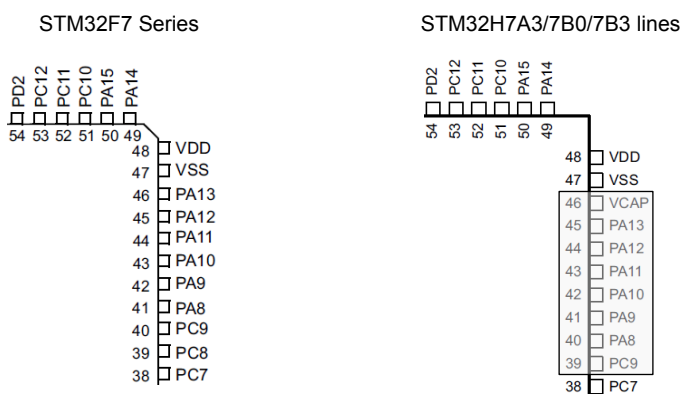 STM32F7 Series
PD2 PC12 PC11 PC10 PA15 PA14
54 53 52 51 50 49
48 VDD
47 VSS
46 PA13
45 PA12
44 PA11
43 PA10
42 PA9
41 PA8
40 PC9
39 PC8
38 PC7
STM32H7A3/7B0/7B3 lines
PD2 PC12 PC11 PC10 PA15 PA14
54 53 52 51 50 49
48 VDD
47 VSS
46 VCAP
45 PA13
44 PA12
43 PA11
42 PA10
41 PA9
40 PA8
39 PC9
38 PC7